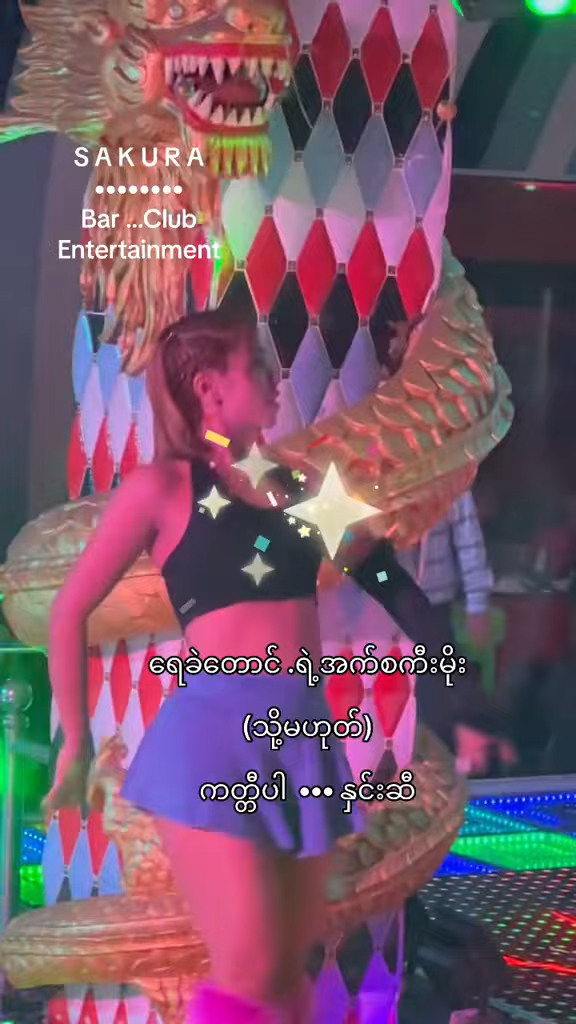 SAKURA
••••••••
Bar ...Club
Entertainment
ရေခဲတောင် .ရဲ့အက်စကီးမိုး
(သို့မဟုတ်)
ကတ္တီပါ ••• နှင်းဆီ